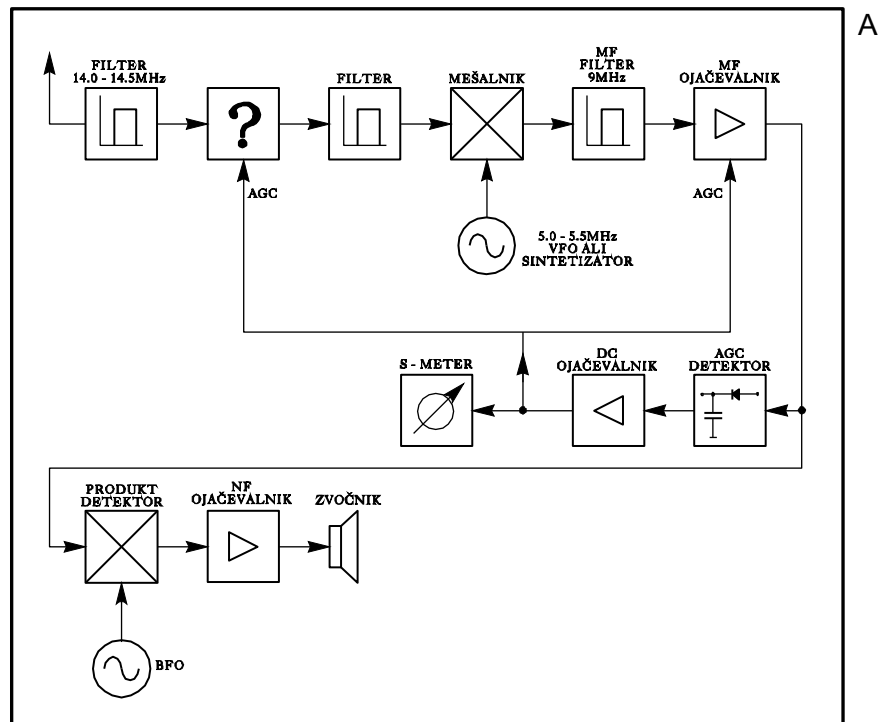 A
FILTER
14.0 - 14.5MHz
?
FILTER
MEŠALNIK
MF
FILTER
9MHz
MF
OJAČEVALNIK
AGC
AGC
5.0 - 5.5MHz
VFO ALI
SINTETIZATOR
S - METER
DC
OJAČEVALNIK
AGC
DETEKTOR
PRODUKT
DETEKTOR
NF
OJAČEVALNIK
ZVOČNIK
BFO